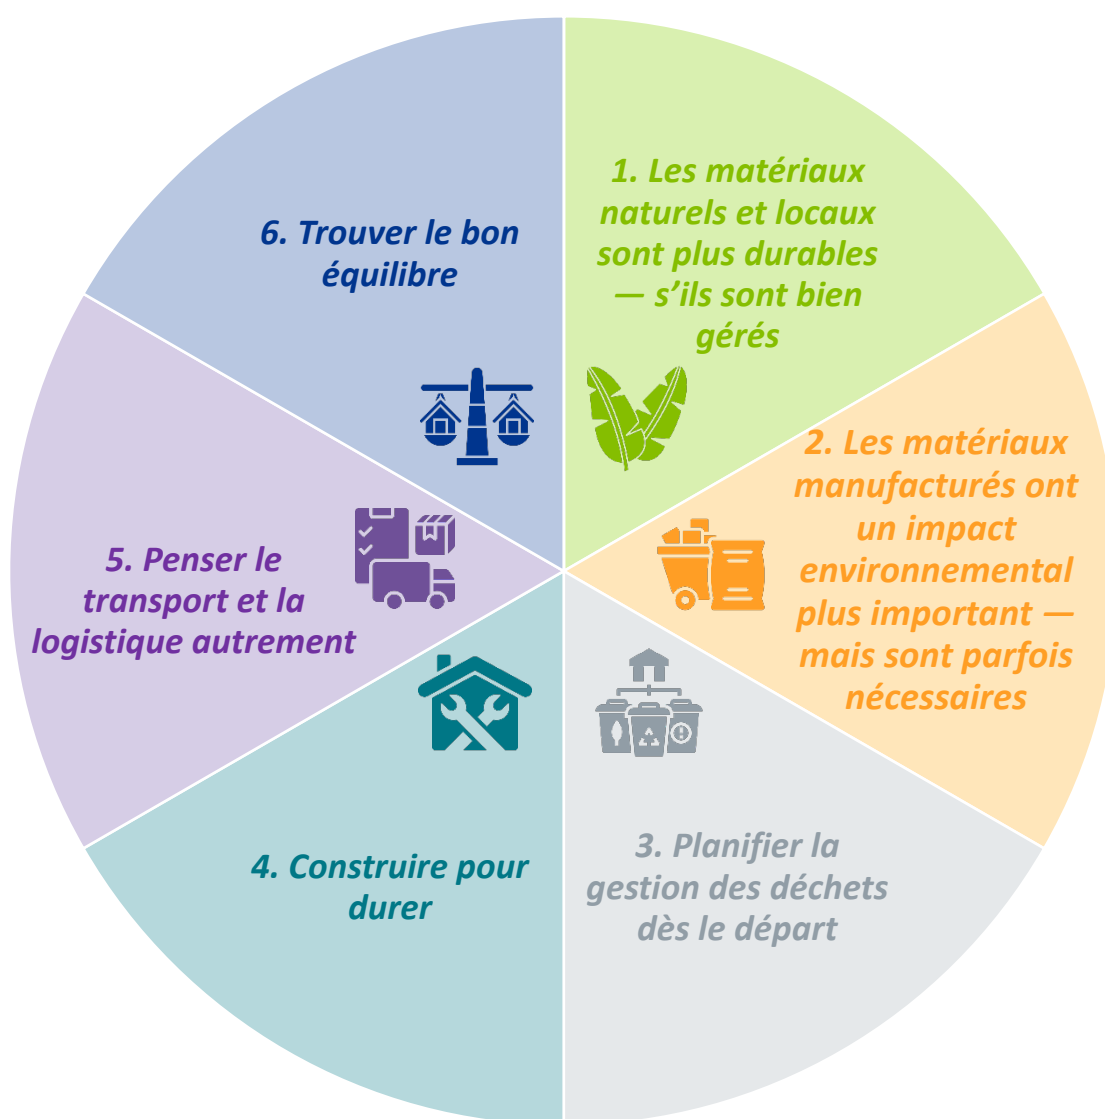 1. Les matériaux
naturels et locaux
sont plus durables
— s’ils sont bien
gérés
2. Les matériaux
manufacturés ont
un impact
environnemental
plus important —
mais sont parfois
nécessaires
3. Planifier la
gestion des déchets
dès le départ
4. Construire pour
durer
5. Penser le
transport et la
logistique autrement
6. Trouver le bon
équilibre